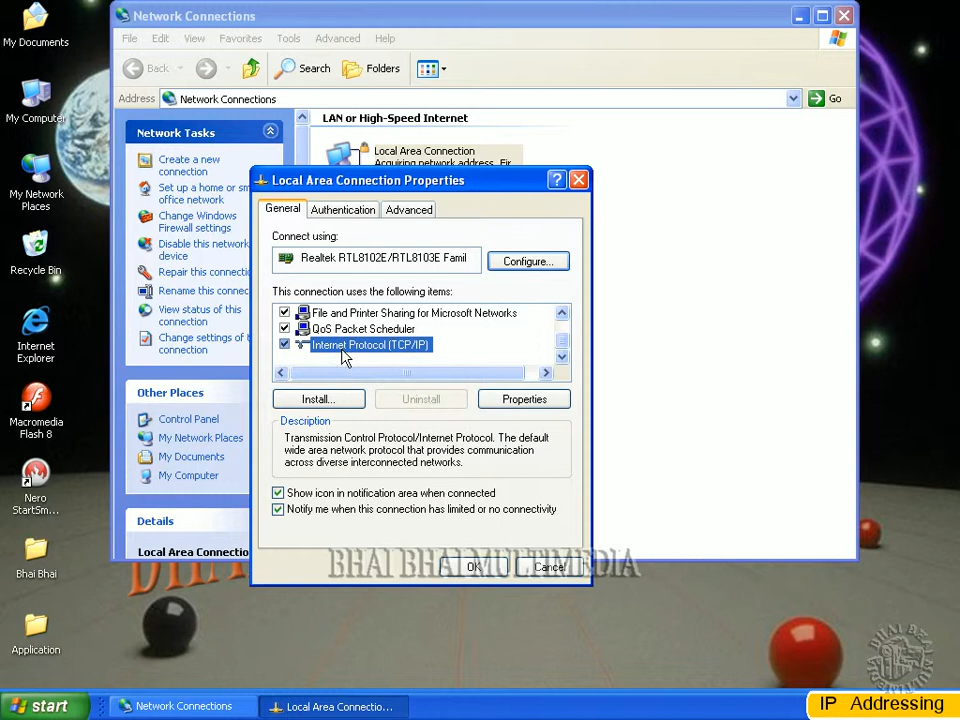 My Documents
My Computer
My Network
Places
Recycle Bin
Internet
Explorer
Macromedia
Flash 8
Nero
StartSm...
Bhai Bhai
Application
Network Connections
File Edit View Favorites Tools Advanced Help
Back Search Folders
Address Network Connections Go
Network Tasks
Create a new
connection
Set up a home or sm
office network
Change Windows
Firewall settings
Disable this network
device
Repair this connectio
Rename this connec
View status of this
connection
Change settings of
connection
Other Places
Control Panel
My Network Places
My Documents
My Computer
Details
Local Area Connectio
LAN or High-Speed Internet
Local Area Connection
Acquiring network address, Fir
Local Area Connection Properties
General Authentication Advanced
Connect using:
Realtek RTL8102E/RTL8103E Famil
Configure...
This connection uses the following items:
File and Printer Sharing for Microsoft Networks
QoS Packet Scheduler
Internet Protocol (TCP/IP)
Install... Uninstall Properties
Description
Transmission Control Protocol/Internet Protocol. The default
wide area network protocol that provides communication
across diverse interconnected networks.
Show icon in notification area when connected
Notify me when this connection has limited or no connectivity
OK Cancel
BHAI BHAI MULTIMEDIA
start Network Connections Local Area Connectio... IP Addressing